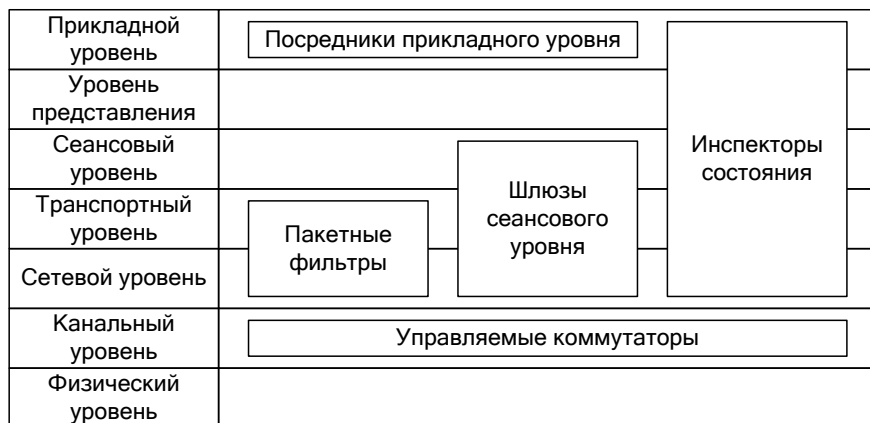 Прикладной
уровень
Посредники прикладного уровня
Уровень
представления
Сеансовый
уровень
Инспекторы
состояния
Шлюзы
сеансового
уровня
Транспортный
уровень
Пакетные
фильтры
Сетевой уровень
Канальный
уровень
Управляемые коммутаторы
Физический
уровень